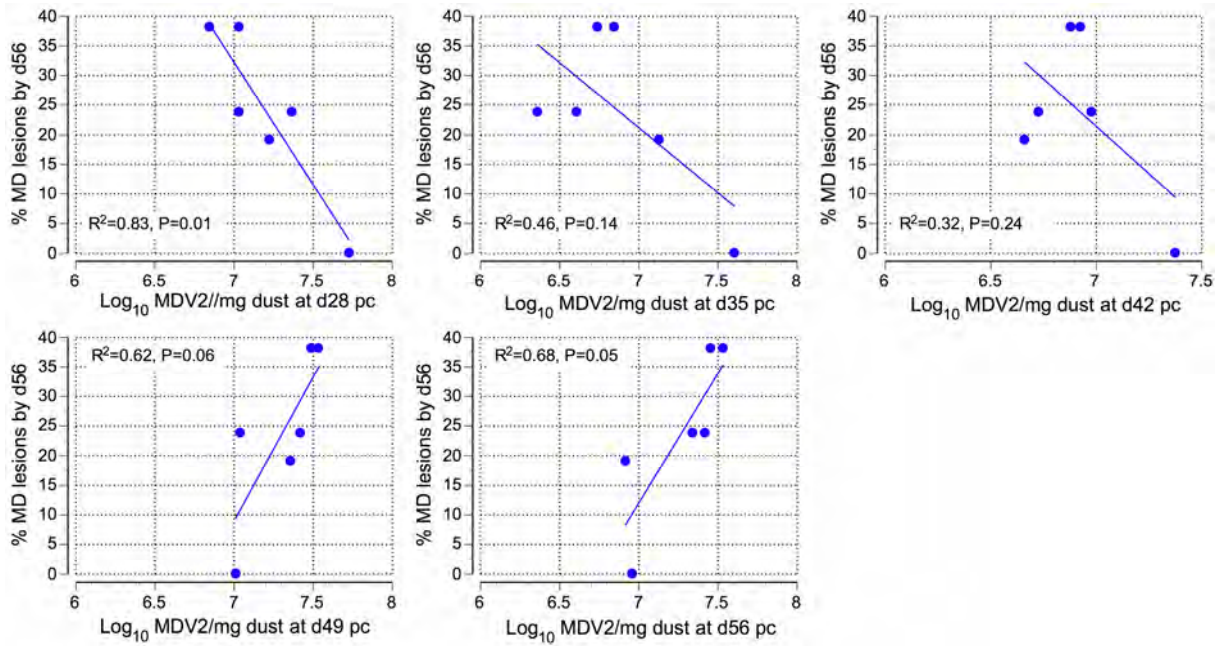 % MD lesions by d56
40
35
30
25
20
15
10
5
0
R²=0.83, P=0.01
6 6.5 7 7.5 8
Log₁₀ MDV2//mg dust at d28 pc
% MD lesions by d56
40
35
30
25
20
15
10
5
0
R²=0.46, P=0.14
6 6.5 7 7.5 8
Log₁₀ MDV2/mg dust at d35 pc
% MD lesions by d56
40
35
30
25
20
15
10
5
0
R²=0.32, P=0.24
6 6.5 7 7.5
Log₁₀ MDV2/mg dust at d42 pc
% MD lesions by d56
40
35
30
25
20
15
10
5
0
R²=0.62, P=0.06
6 6.5 7 7.5 8
Log₁₀ MDV2/mg dust at d49 pc
% MD lesions by d56
40
35
30
25
20
15
10
5
0
R²=0.68, P=0.05
6 6.5 7 7.5 8
Log₁₀ MDV2/mg dust at d56 pc